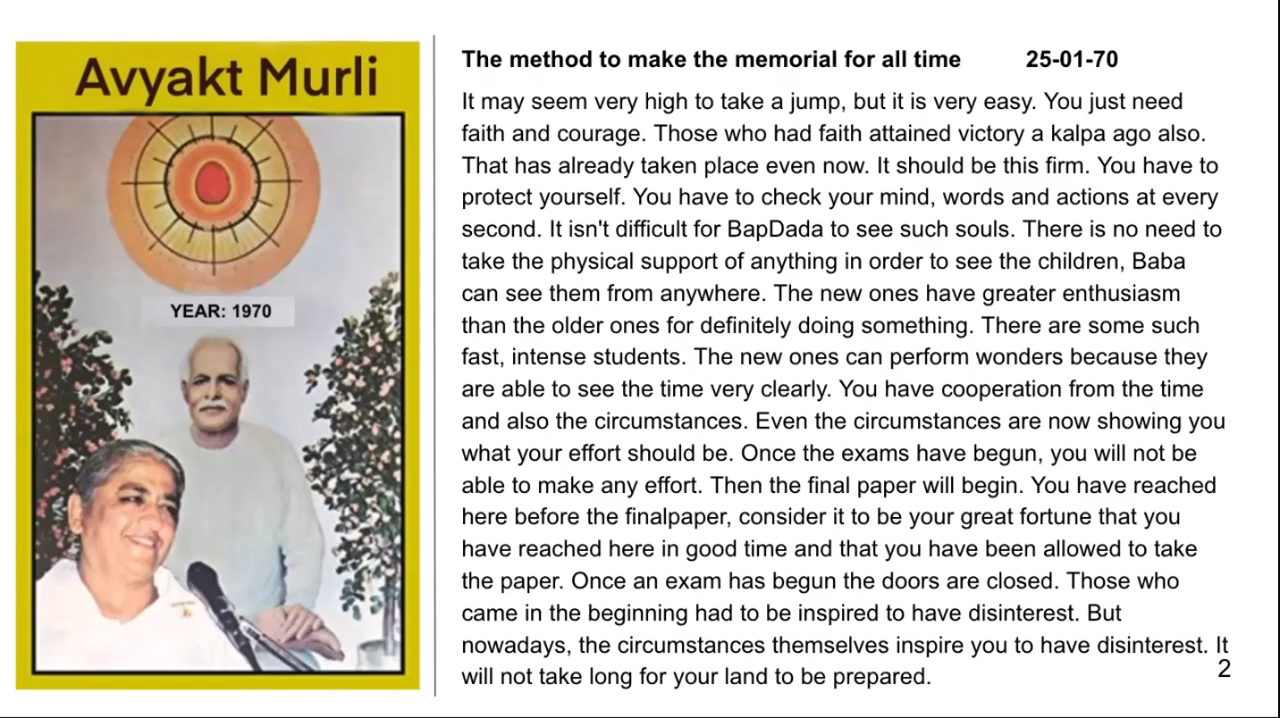 Avyakt Murli
YEAR: 1970
The method to make the memorial for all time 25-01-70
It may seem very high to take a jump, but it is very easy. You just need
faith and courage. Those who had faith attained victory a kalpa ago also.
That has already taken place even now. It should be this firm. You have to
protect yourself. You have to check your mind, words and actions at every
second. It isn't difficult for BapDada to see such souls. There is no need to
take the physical support of anything in order to see the children, Baba
can see them from anywhere. The new ones have greater enthusiasm
than the older ones for definitely doing something. There are some such
fast, intense students. The new ones can perform wonders because they
are able to see the time very clearly. You have cooperation from the time
and also the circumstances. Even the circumstances are now showing you
what your effort should be. Once the exams have begun, you will not be
able to make any effort. Then the final paper will begin. You have reached
here before the finalpaper, consider it to be your great fortune that you
have reached here in good time and that you have been allowed to take
the paper. Once an exam has begun the doors are closed. Those who
came in the beginning had to be inspired to have disinterest. But
nowadays, the circumstances themselves inspire you to have disinterest. It
will not take long for your land to be prepared.
2